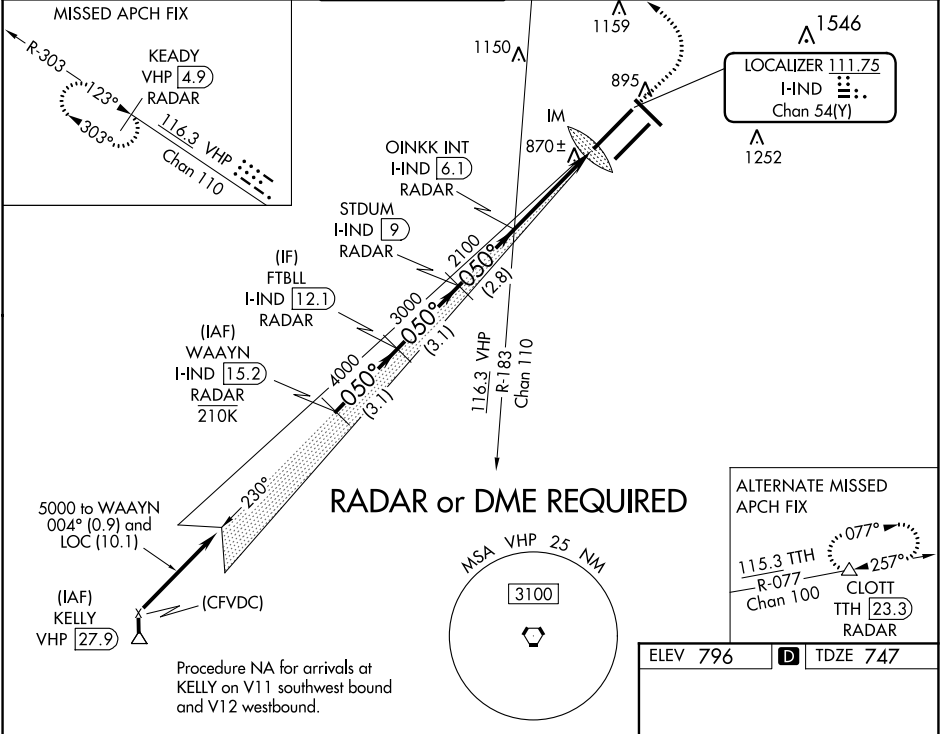 MISSED APCH FIX
R-303
KEADY
VHP 4.9
RADAR
123°
303°
116.3 VHP
Chan 110
1150
1159
1546
895
LOCALIZER 111.75
I-IND
Chan 54(Y)
1252
IM
870±
OINKK INT
I-IND 6.1
RADAR
STDUM
I-IND 9
RADAR
(IF)
FTBLL
I-IND 12.1
RADAR
(IAF)
WAAYN
I-IND 15.2
RADAR
210K
2100
050°
(2.8)
3000
050°
(3.1)
4000
050°
(3.1)
116.3 VHP
R-183
Chan 110
230°
5000 to WAAYN
004° (0.9) and
LOC (10.1)
(IAF)
KELLY
VHP 27.9
(CFVDC)
RADAR or DME REQUIRED
MSA VHP 25 NM
3100
Procedure NA for arrivals at
KELLY on V11 southwest bound
and V12 westbound.
ALTERNATE MISSED
APCH FIX
077°
257°
115.3 TTH
R-077
Chan 100
CLOTT
TTH 23.3
RADAR
ELEV 796 D TDZE 747